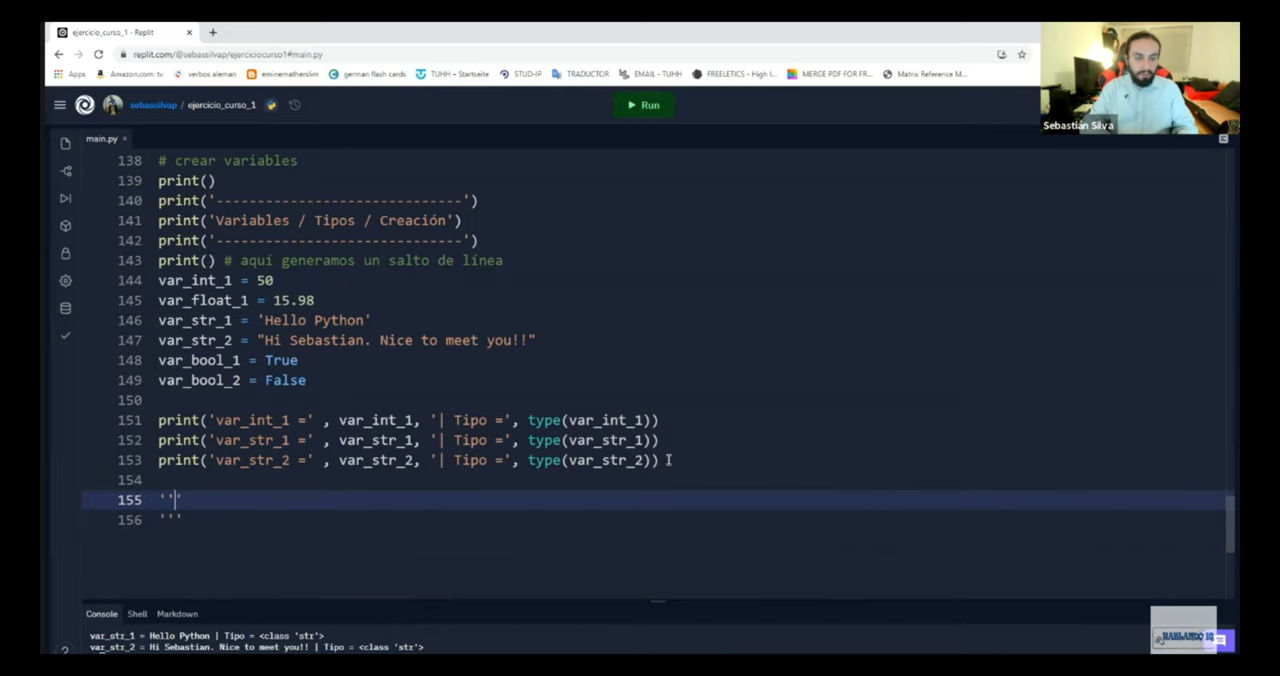 ejercicio_curso_1 - Replit
replit.com/@sebassilvap/ejerciciocurso1#main.py
Apps Amazon.com: tv verbos aleman eminematherslim german flash cards TUHH – Startseite STUD-IP TRADUCTOR EMAIL - TUHH FREELETICS - High I... MERGE PDF FOR FR... Matrix Reference M...
sebassilvap / ejercicio_curso_1
Run
Sebastián Silva
main.py
138 # crear variables
139 print()
140 print('------------------------------')
141 print('Variables / Tipos / Creación')
142 print('------------------------------')
143 print() # aquí generamos un salto de línea
144 var_int_1 = 50
145 var_float_1 = 15.98
146 var_str_1 = 'Hello Python'
147 var_str_2 = "Hi Sebastian. Nice to meet you!!"
148 var_bool_1 = True
149 var_bool_2 = False
150
151 print('var_int_1 =' , var_int_1, '| Tipo =', type(var_int_1))
152 print('var_str_1 =' , var_str_1, '| Tipo =', type(var_str_1))
153 print('var_str_2 =' , var_str_2, '| Tipo =', type(var_str_2))
154
155 '''
156 '''
Console Shell Markdown
var_str_1 = Hello Python | Tipo = <class 'str'>
var_str_2 = Hi Sebastian. Nice to meet you!! | Tipo = <class 'str'>
HABLANDO